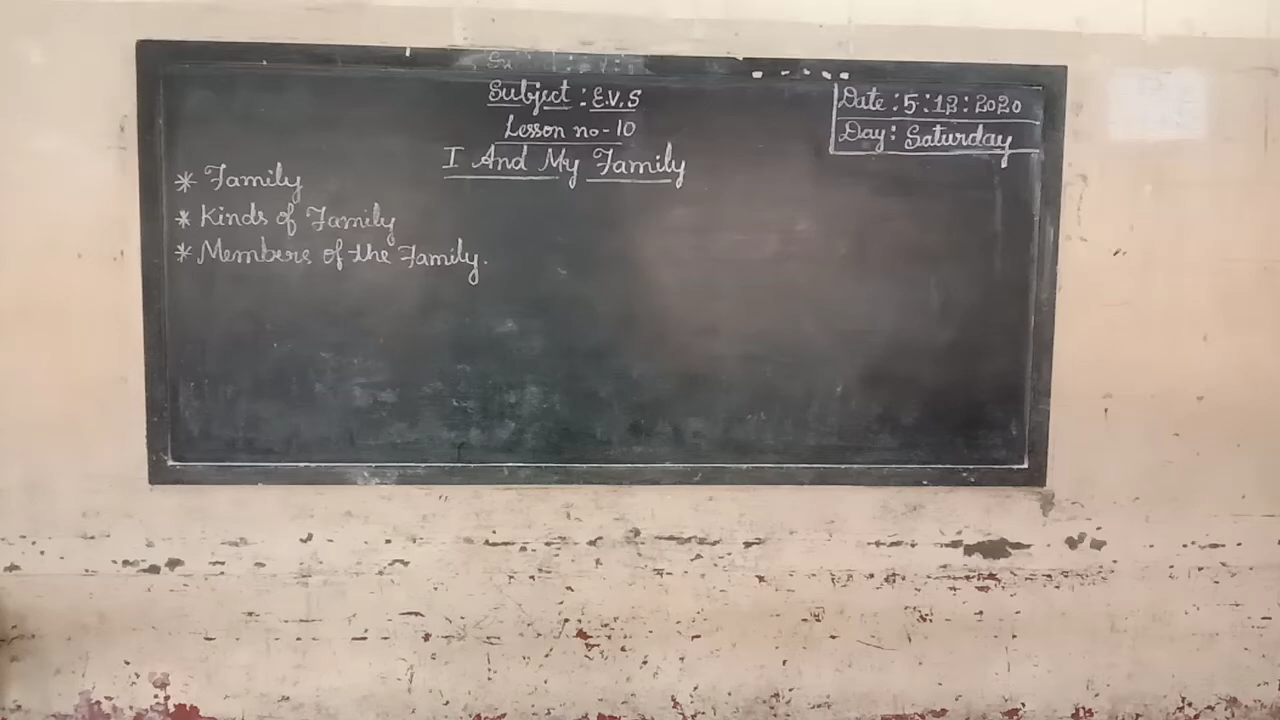 Subject : E.V.S
Lesson no - 10
I And My Family
Date : 5 : 12 : 2020
Day : Saturday
* Family
* Kinds of Family
* Members of the Family.